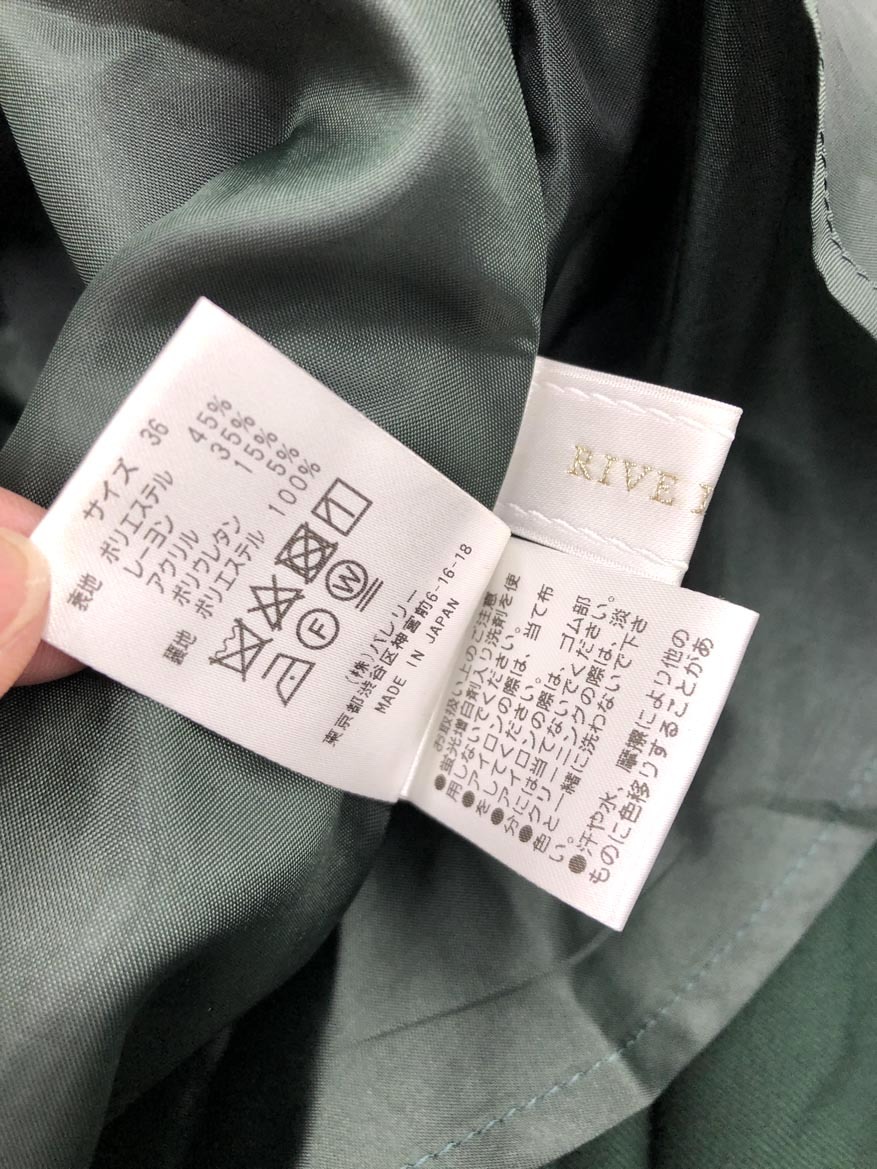 サイズ 36
表地 ポリエステル 45%
レーヨン 35%
アクリル 15%
ポリウレタン 5%
裏地 ポリエステル 100%
F W
(株)バレリー
東京都渋谷区神宮前6-16-18
MADE IN JAPAN
RIVE
お取扱い上のご注意
●蛍光増白剤入り洗剤を使
用しないでください。
●アイロンの際は、当て布
をしてください。
●アイロンの際は、ゴム部
分には当てないでください。
●クリーニングの際は、淡
色と一緒に洗わないで下さ
い。
●汗や水、摩擦により他の
ものに色移りすることがあ